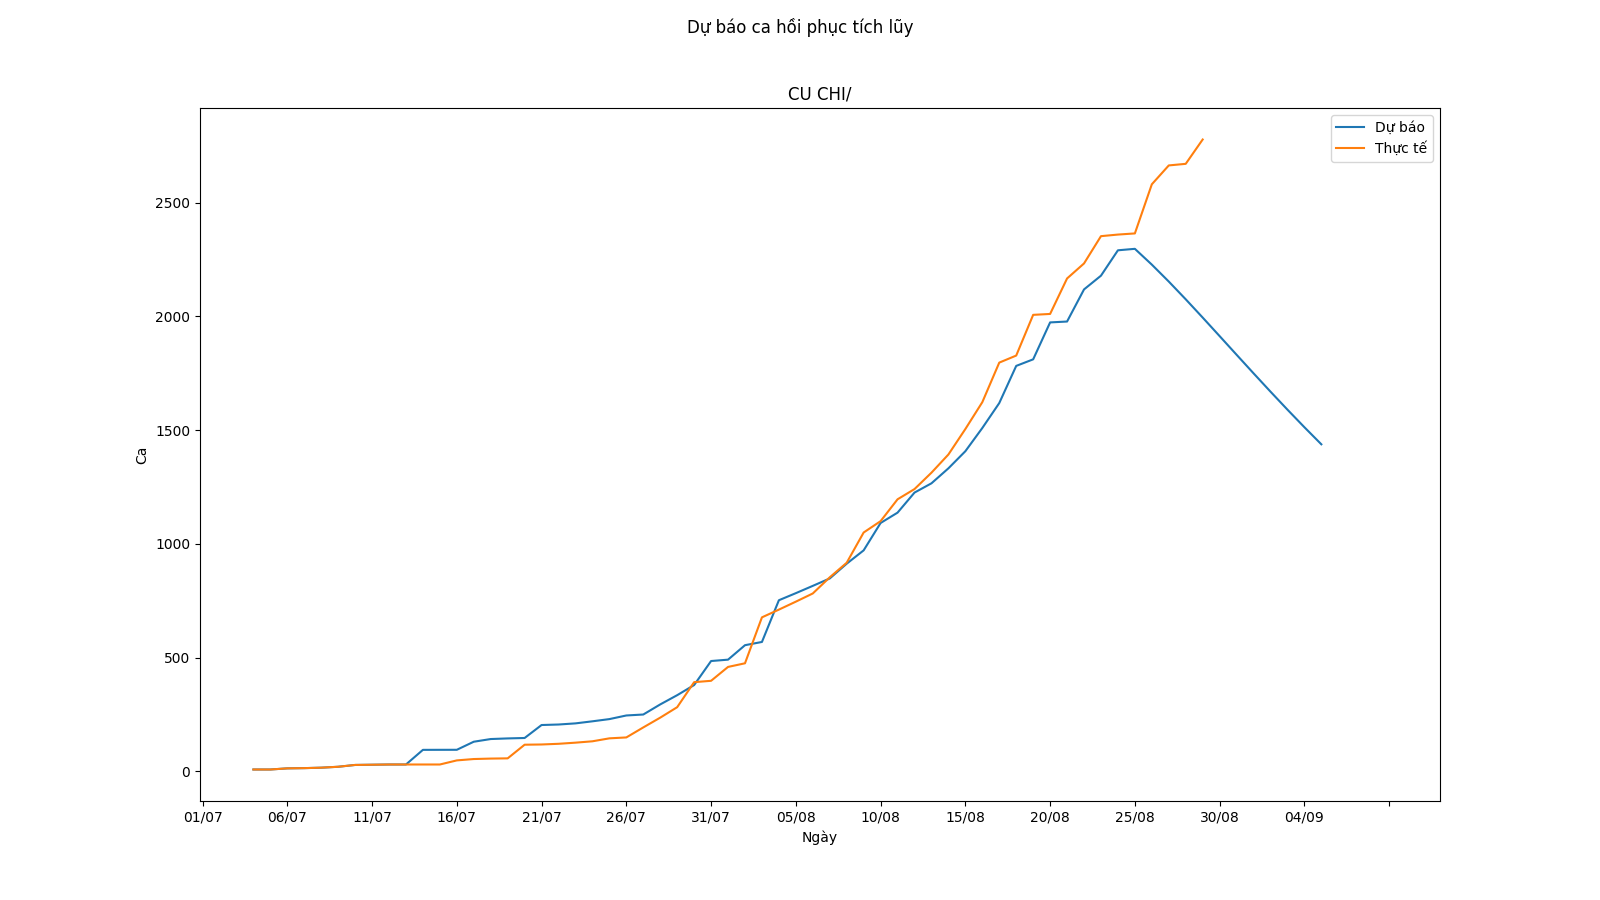 Dự báo ca hồi phục tích lũy
CU CHI/
Dự báo
Thực tế
2500
2000
1500
1000
500
0
Ca
01/07 06/07 11/07 16/07 21/07 26/07 31/07 05/08 10/08 15/08 20/08 25/08 30/08 04/09
Ngày